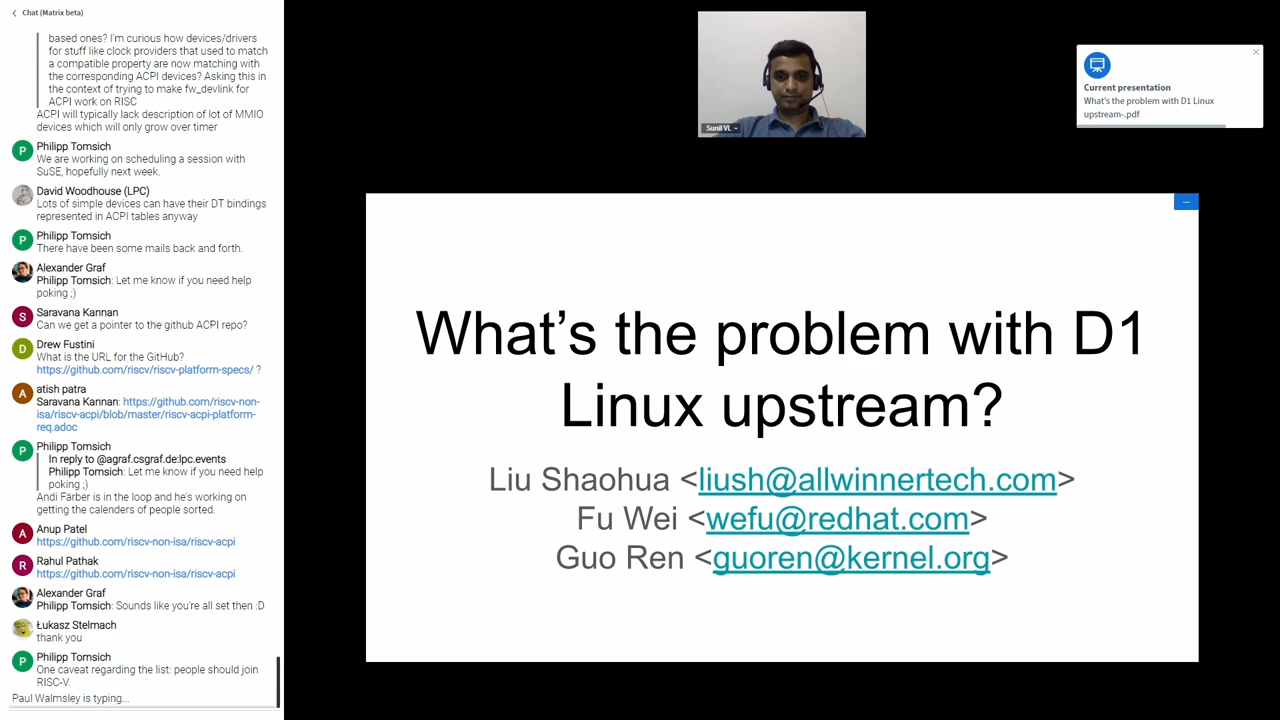 Chat (Matrix beta)
based ones? I'm curious how devices/drivers
for stuff like clock providers that used to match
a compatible property are now matching with
the corresponding ACPI devices? Asking this in
the context of trying to make fw_devlink for
ACPI work on RISC
ACPI will typically lack description of lot of MMIO
devices which will only grow over timer
P
Philipp Tomsich
We are working on scheduling a session with
SuSE, hopefully next week.
David Woodhouse (LPC)
Lots of simple devices can have their DT bindings
represented in ACPI tables anyway
P
Philipp Tomsich
There have been some mails back and forth.
Alexander Graf
Philipp Tomsich: Let me know if you need help
poking ;)
S
Saravana Kannan
Can we get a pointer to the github ACPI repo?
D
Drew Fustini
What is the URL for the GitHub?
https://github.com/riscv/riscv-platform-specs/ ?
A
atish patra
Saravana Kannan: https://github.com/riscv-non-
isa/riscv-acpi/blob/master/riscv-acpi-platform-
req.adoc
P
Philipp Tomsich
In reply to @agraf.csgraf.de:lpc.events
Philipp Tomsich: Let me know if you need help
poking ;)
Andi Färber is in the loop and he's working on
getting the calenders of people sorted.
A
Anup Patel
https://github.com/riscv-non-isa/riscv-acpi
R
Rahul Pathak
https://github.com/riscv-non-isa/riscv-acpi
Alexander Graf
Philipp Tomsich: Sounds like you're all set then :D
Łukasz Stelmach
thank you
P
Philipp Tomsich
One caveat regarding the list: people should join
RISC-V.
Paul Walmsley is typing...
Sunil VL
Current presentation
What's the problem with D1 Linux
upstream-.pdf
What's the problem with D1
Linux upstream?
Liu Shaohua <liush@allwinnertech.com>
Fu Wei <wefu@redhat.com>
Guo Ren <guoren@kernel.org>